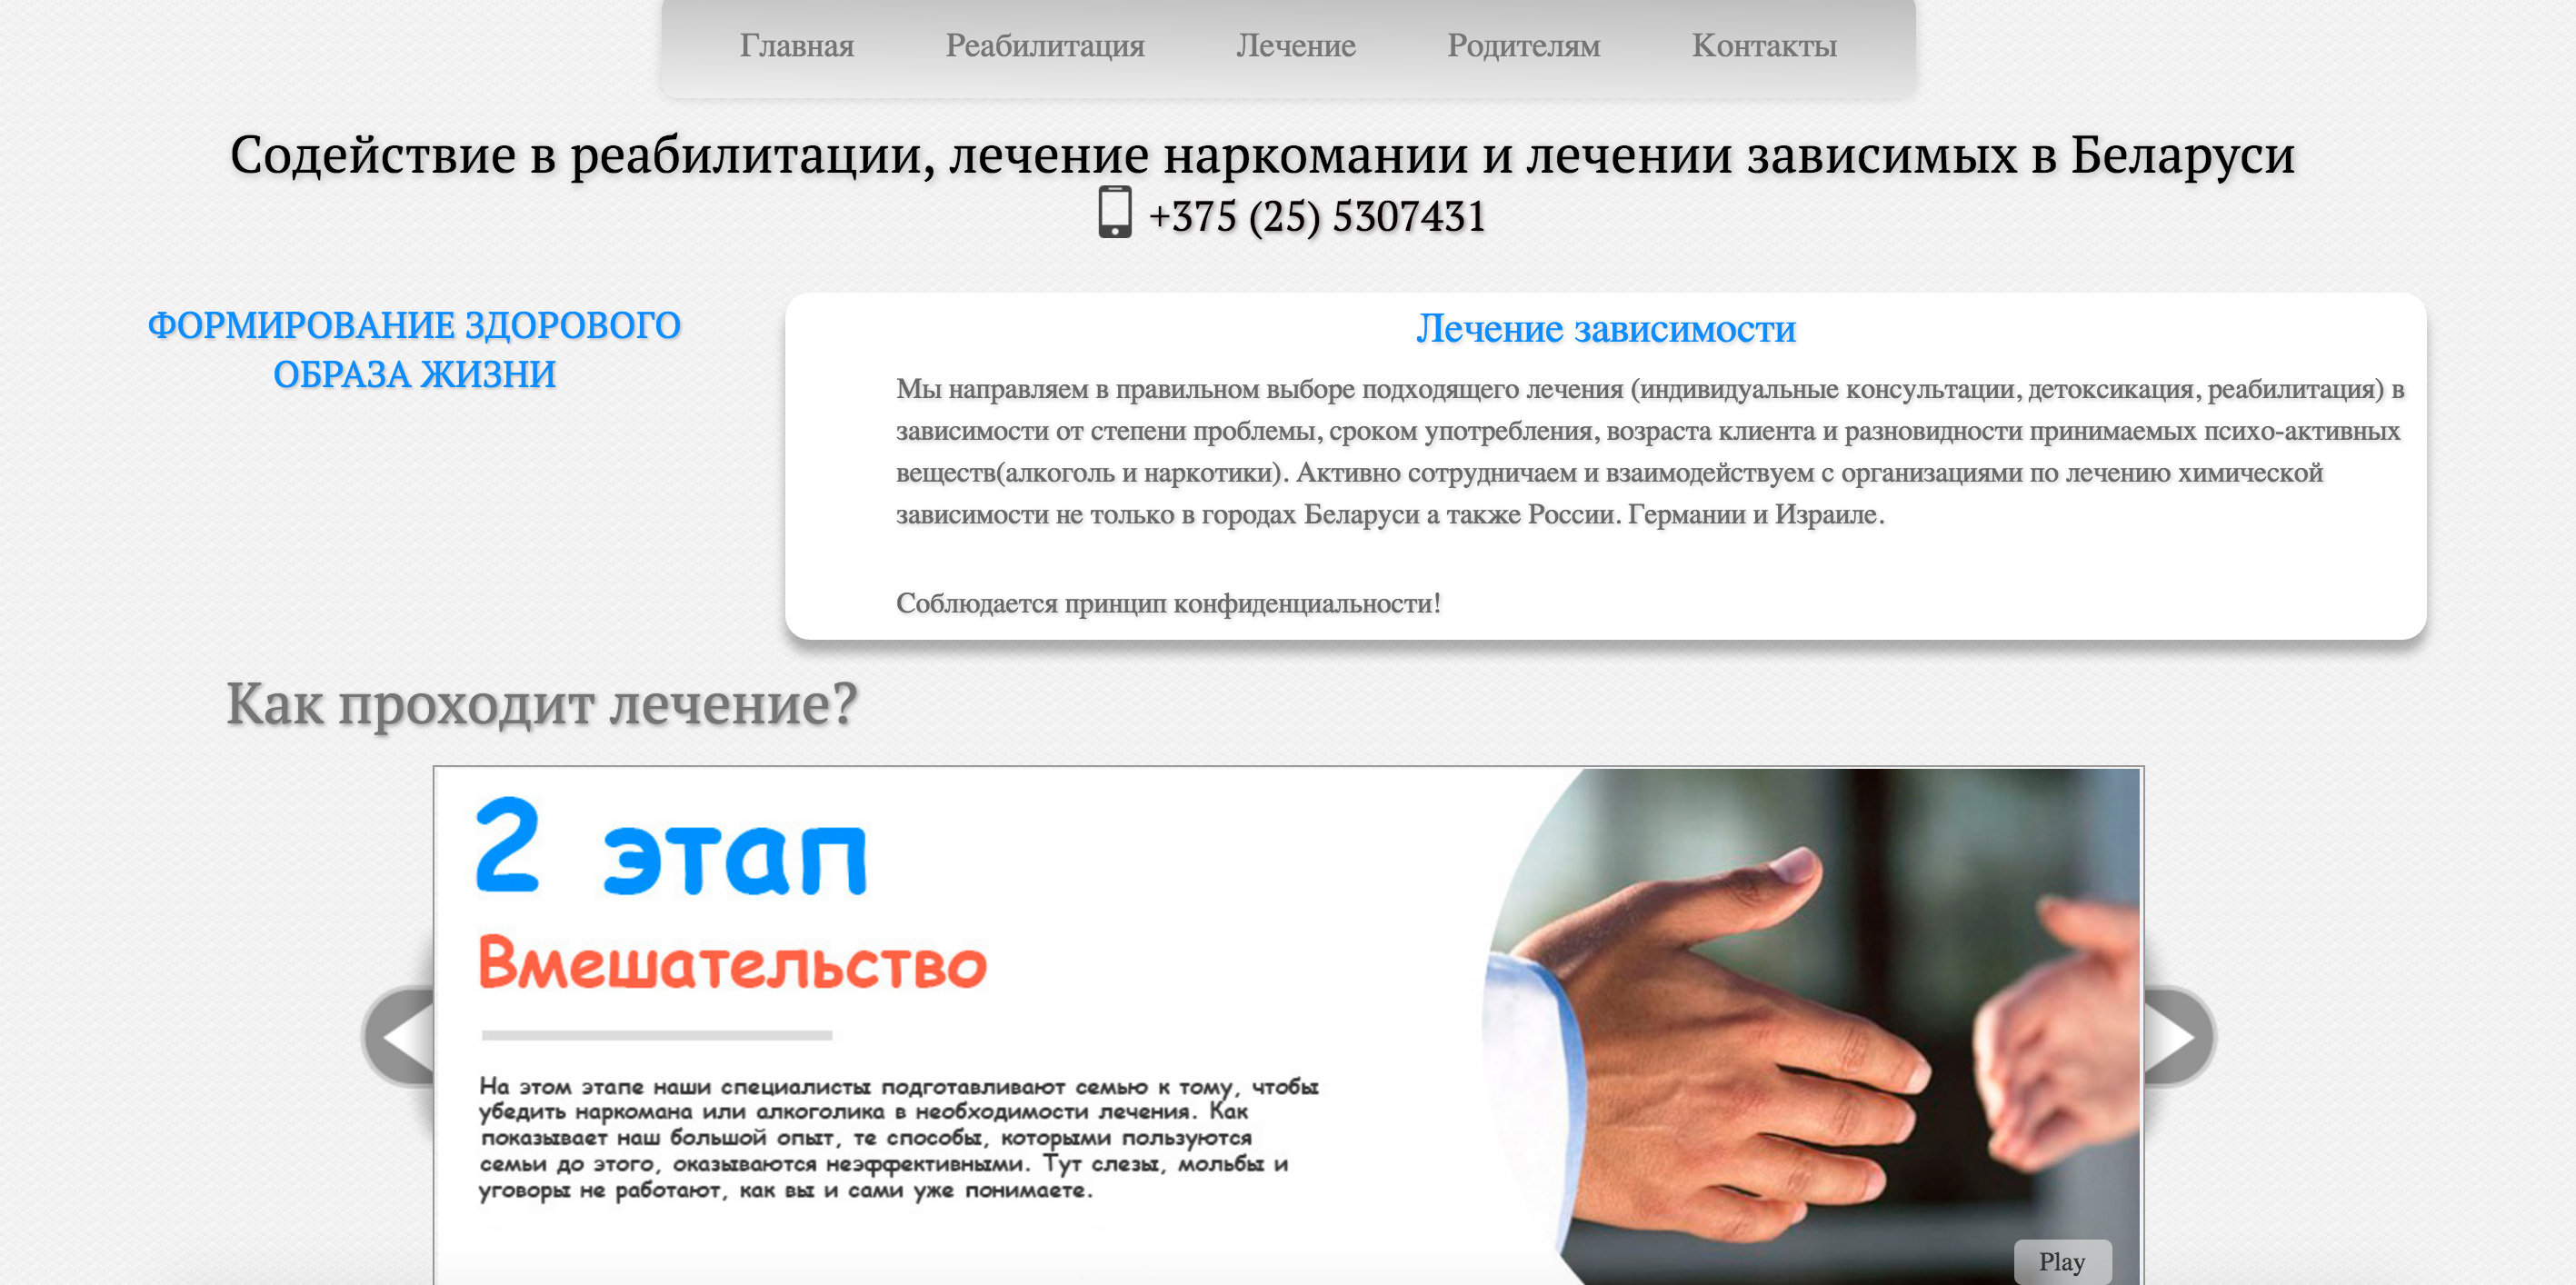 Главная Реабилитация Лечение Родителям Контакты
Содействие в реабилитации, лечение наркомании и лечении зависимых в Беларуси
+375 (25) 5307431
ФОРМИРОВАНИЕ ЗДОРОВОГО
ОБРАЗА ЖИЗНИ
Лечение зависимости
Мы направляем в правильном выборе подходящего лечения (индивидуальные консультации, детоксикация, реабилитация) в
зависимости от степени проблемы, сроком употребления, возраста клиента и разновидности принимаемых психо-активных
веществ(алкоголь и наркотики). Активно сотрудничаем и взаимодействуем с организациями по лечению химической
зависимости не только в городах Беларуси а также России. Германии и Израиле.
Соблюдается принцип конфиденциальности!
Как проходит лечение?
2 этап
Вмешательство
На этом этапе наши специалисты подготавливают семью к тому, чтобы
убедить наркомана или алкоголика в необходимости лечения. Как
показывает наш большой опыт, те способы, которыми пользуются
семьи до этого, оказываются неэффективными. Тут слезы, мольбы и
уговоры не работают, как вы и сами уже понимаете.
Play